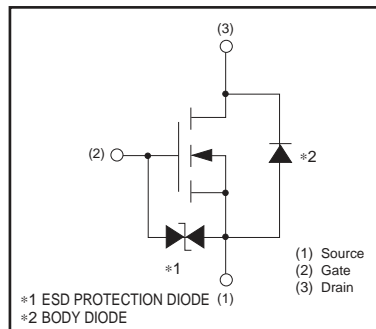 (3)
(2)
∗2
∗1
(1) Source
(2) Gate
(3) Drain
∗1 ESD PROTECTION DIODE
(1)
∗2 BODY DIODE